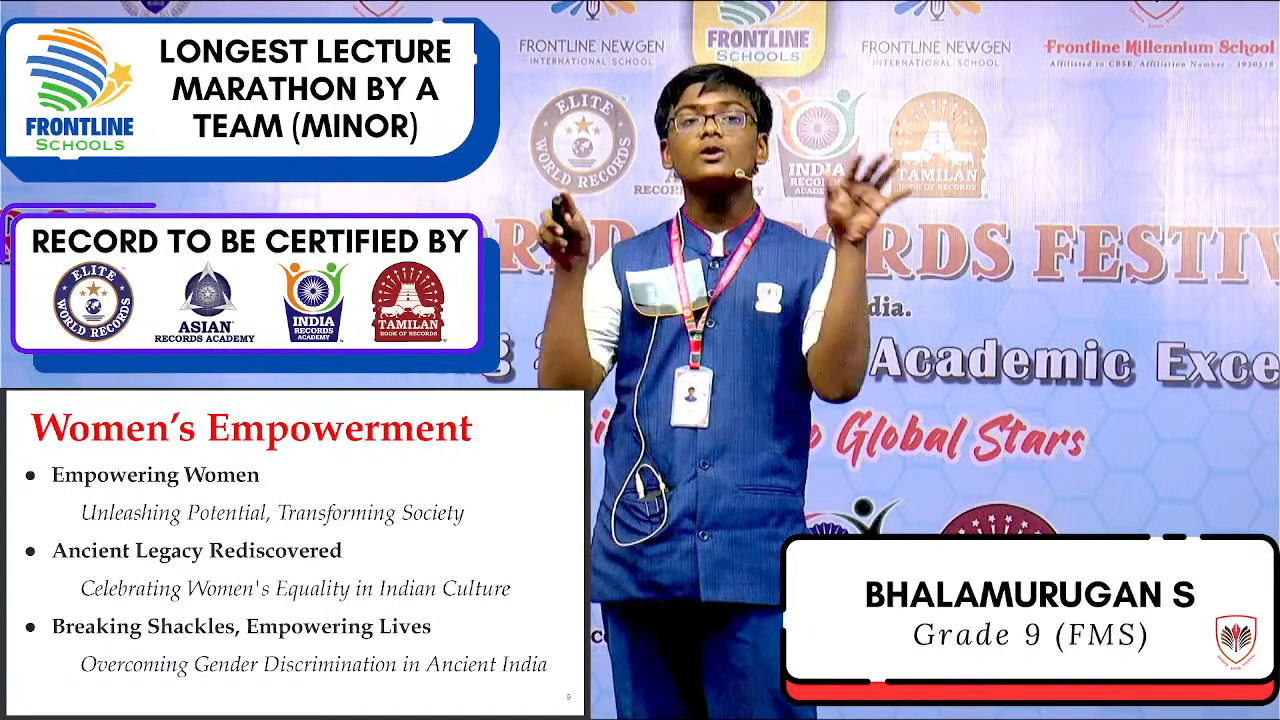 FRONTLINE
SCHOOLS
LONGEST LECTURE
MARATHON BY A
TEAM (MINOR)
RECORD TO BE CERTIFIED BY
ELITE
WORLD RECORDS
ASIAN
RECORDS ACADEMY
INDIA
RECORDS
ACADEMY
TAMILAN
BOOK OF RECORDS
Women's Empowerment
● Empowering Women
Unleashing Potential, Transforming Society
● Ancient Legacy Rediscovered
Celebrating Women's Equality in Indian Culture
● Breaking Shackles, Empowering Lives
Overcoming Gender Discrimination in Ancient India
9
FRONTLINE NEWGEN
INTERNATIONAL SCHOOL
FRONTLINE
SCHOOLS
FRONTLINE NEWGEN
INTERNATIONAL SCHOOL
Frontline Millennium School
Affiliated to CBSE, Affiliation Number : 1930538
ELITE
WORLD RECORDS
INDIA
TAMILAN
BOOK OF RECORDS
RDS FESTIV
dia.
Academic Exce
Global Stars
BHALAMURUGAN S
Grade 9 (FMS)